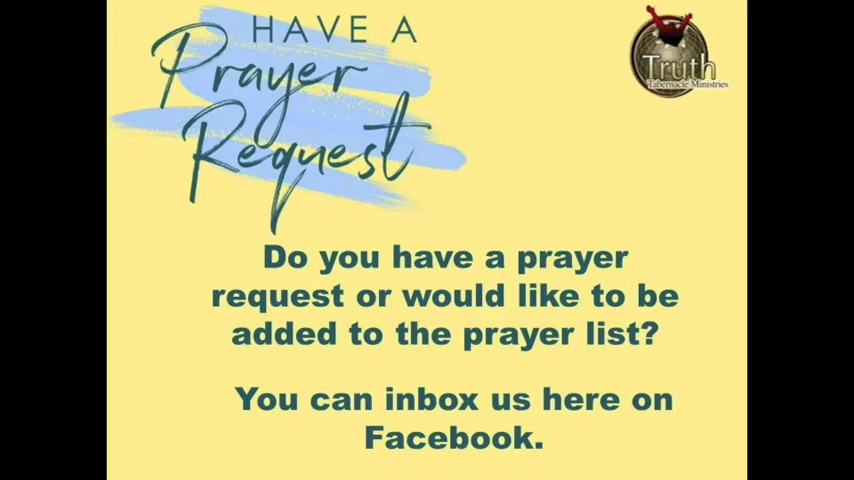 HAVE A
Prayer
Request
Truth
Tabernacle Ministries
Do you have a prayer
request or would like to be
added to the prayer list?
You can inbox us here on
Facebook.